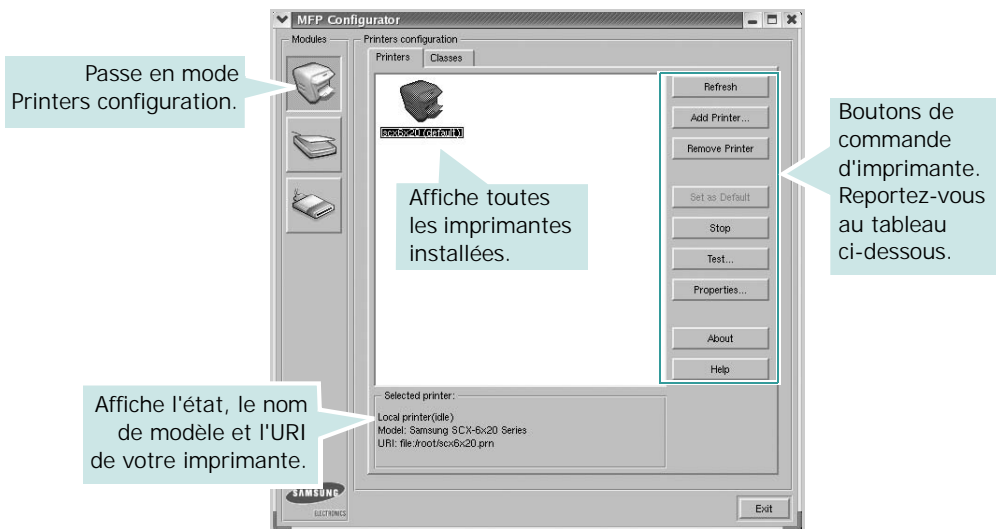 MFP Configurator
Modules
Printers configuration
Printers
Classes
Passe en mode
Printers configuration.
scx6x20 (default)
Affiche toutes
les imprimantes
installées.
Refresh
Add Printer...
Remove Printer
Set as Default
Stop
Test...
Properties...
About
Help
Boutons de
commande
d'imprimante.
Reportez-vous
au tableau
ci-dessous.
Affiche l'état, le nom
de modèle et l'URI
de votre imprimante.
Selected printer:
Local printer(idle)
Model: Samsung SCX-6x20 Series
URI: file:/root/scx6x20.prn
SAMSUNG
ELECTRONICS
Exit